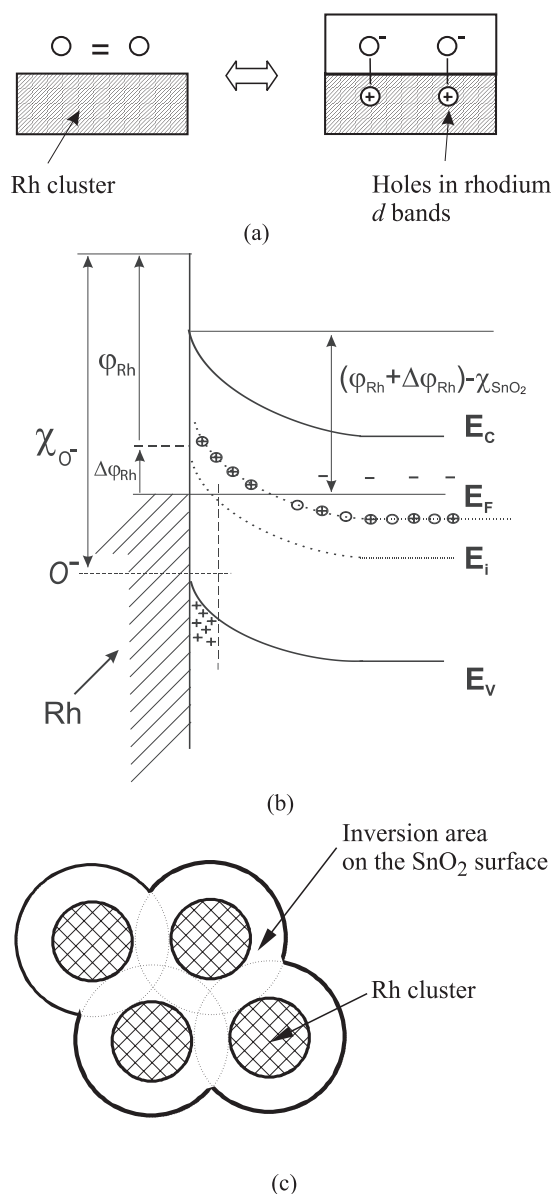 Rh cluster
Holes in rhodium
d bands
(a)
φRh
(φRh+ΔφRh)-χSnO2
EC
χO-
ΔφRh
EF
O-
Ei
Rh
EV
(b)
Inversion area
on the SnO2 surface
Rh cluster
(c)